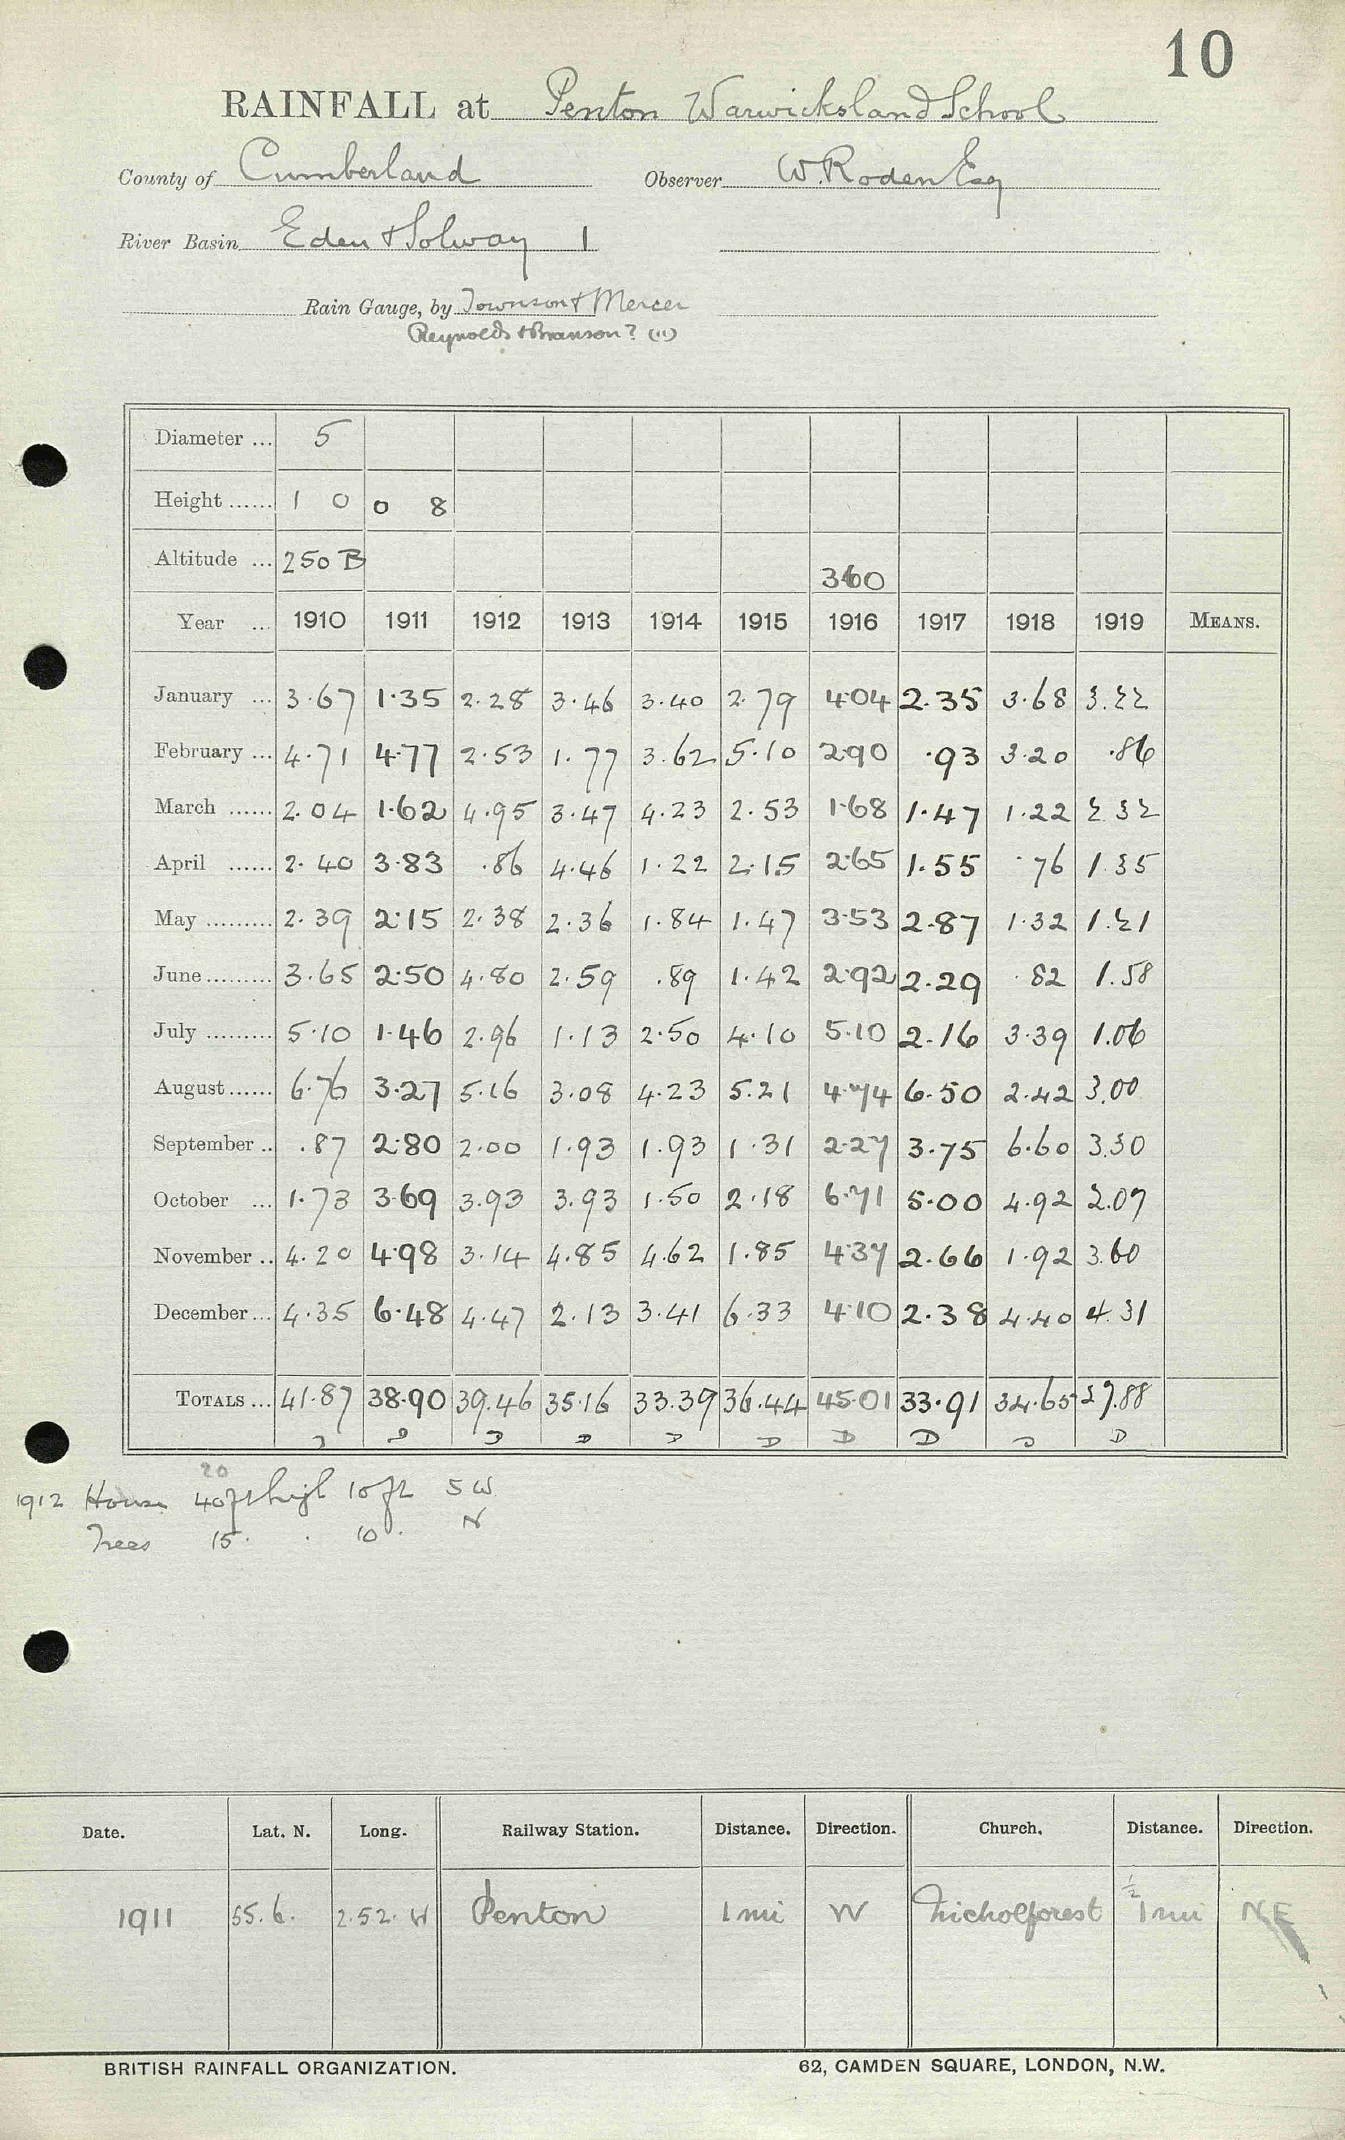 10
RAINFALL at Penton Warwicksland School
County of Cumberland Observer W. Roden Esq
River Basin Eden & Solway 1
Rain Gauge, by Townson & Mercer
Reynolds & Branson? (11)
Diameter ... 5
Height ...... 1 0 0 8
Altitude ... 250 B 360
Year ... 1910 1911 1912 1913 1914 1915 1916 1917 1918 1919 MEANS.
January ... 3.67 1.35 2.28 3.46 3.40 2.79 4.04 2.35 3.68 3.22
February ... 4.71 4.77 2.53 1.77 3.62 5.10 2.90 .93 3.20 .86
March ...... 2.04 1.62 4.95 3.47 4.23 2.53 1.68 1.47 1.22 2.32
April ...... 2.40 3.83 .86 4.46 1.22 2.15 2.65 1.55 .76 1.35
May ......... 2.39 2.15 2.38 2.36 1.84 1.47 3.53 2.87 1.32 1.21
June ......... 3.65 2.50 4.80 2.59 .89 1.42 2.92 2.29 .82 1.58
July ......... 5.10 1.46 2.96 1.13 2.50 4.10 5.10 2.16 3.39 1.06
August ...... 6.76 3.27 5.16 3.08 4.23 5.21 4.74 6.50 2.42 3.00
September .. .87 2.80 2.00 1.93 1.93 1.31 2.27 3.75 6.60 3.30
October ... 1.73 3.69 3.93 3.93 1.50 2.18 6.71 5.00 4.92 2.07
November .. 4.20 4.98 3.14 4.85 4.62 1.85 4.37 2.66 1.92 3.60
December ... 4.35 6.48 4.47 2.13 3.41 6.33 4.10 2.38 4.40 4.31
TOTALS ... 41.87 38.90 39.46 35.16 33.39 36.44 45.01 33.91 34.65 27.88
D D D D D D D D D D
20
1912 House 40 ft high 10 ft SW
Trees 15 . 10 . N
Date. Lat. N. Long. Railway Station. Distance. Direction. Church. Distance. Direction.
1911 55.6. 2.52. W Penton 1 mi W Nicholforest ½ 1 mi NE
BRITISH RAINFALL ORGANIZATION. 62, CAMDEN SQUARE, LONDON, N.W.